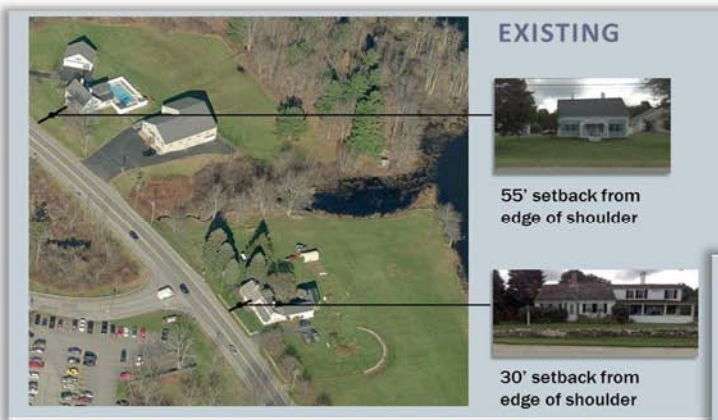 EXISTING
55' setback from
edge of shoulder
30' setback from
edge of shoulder